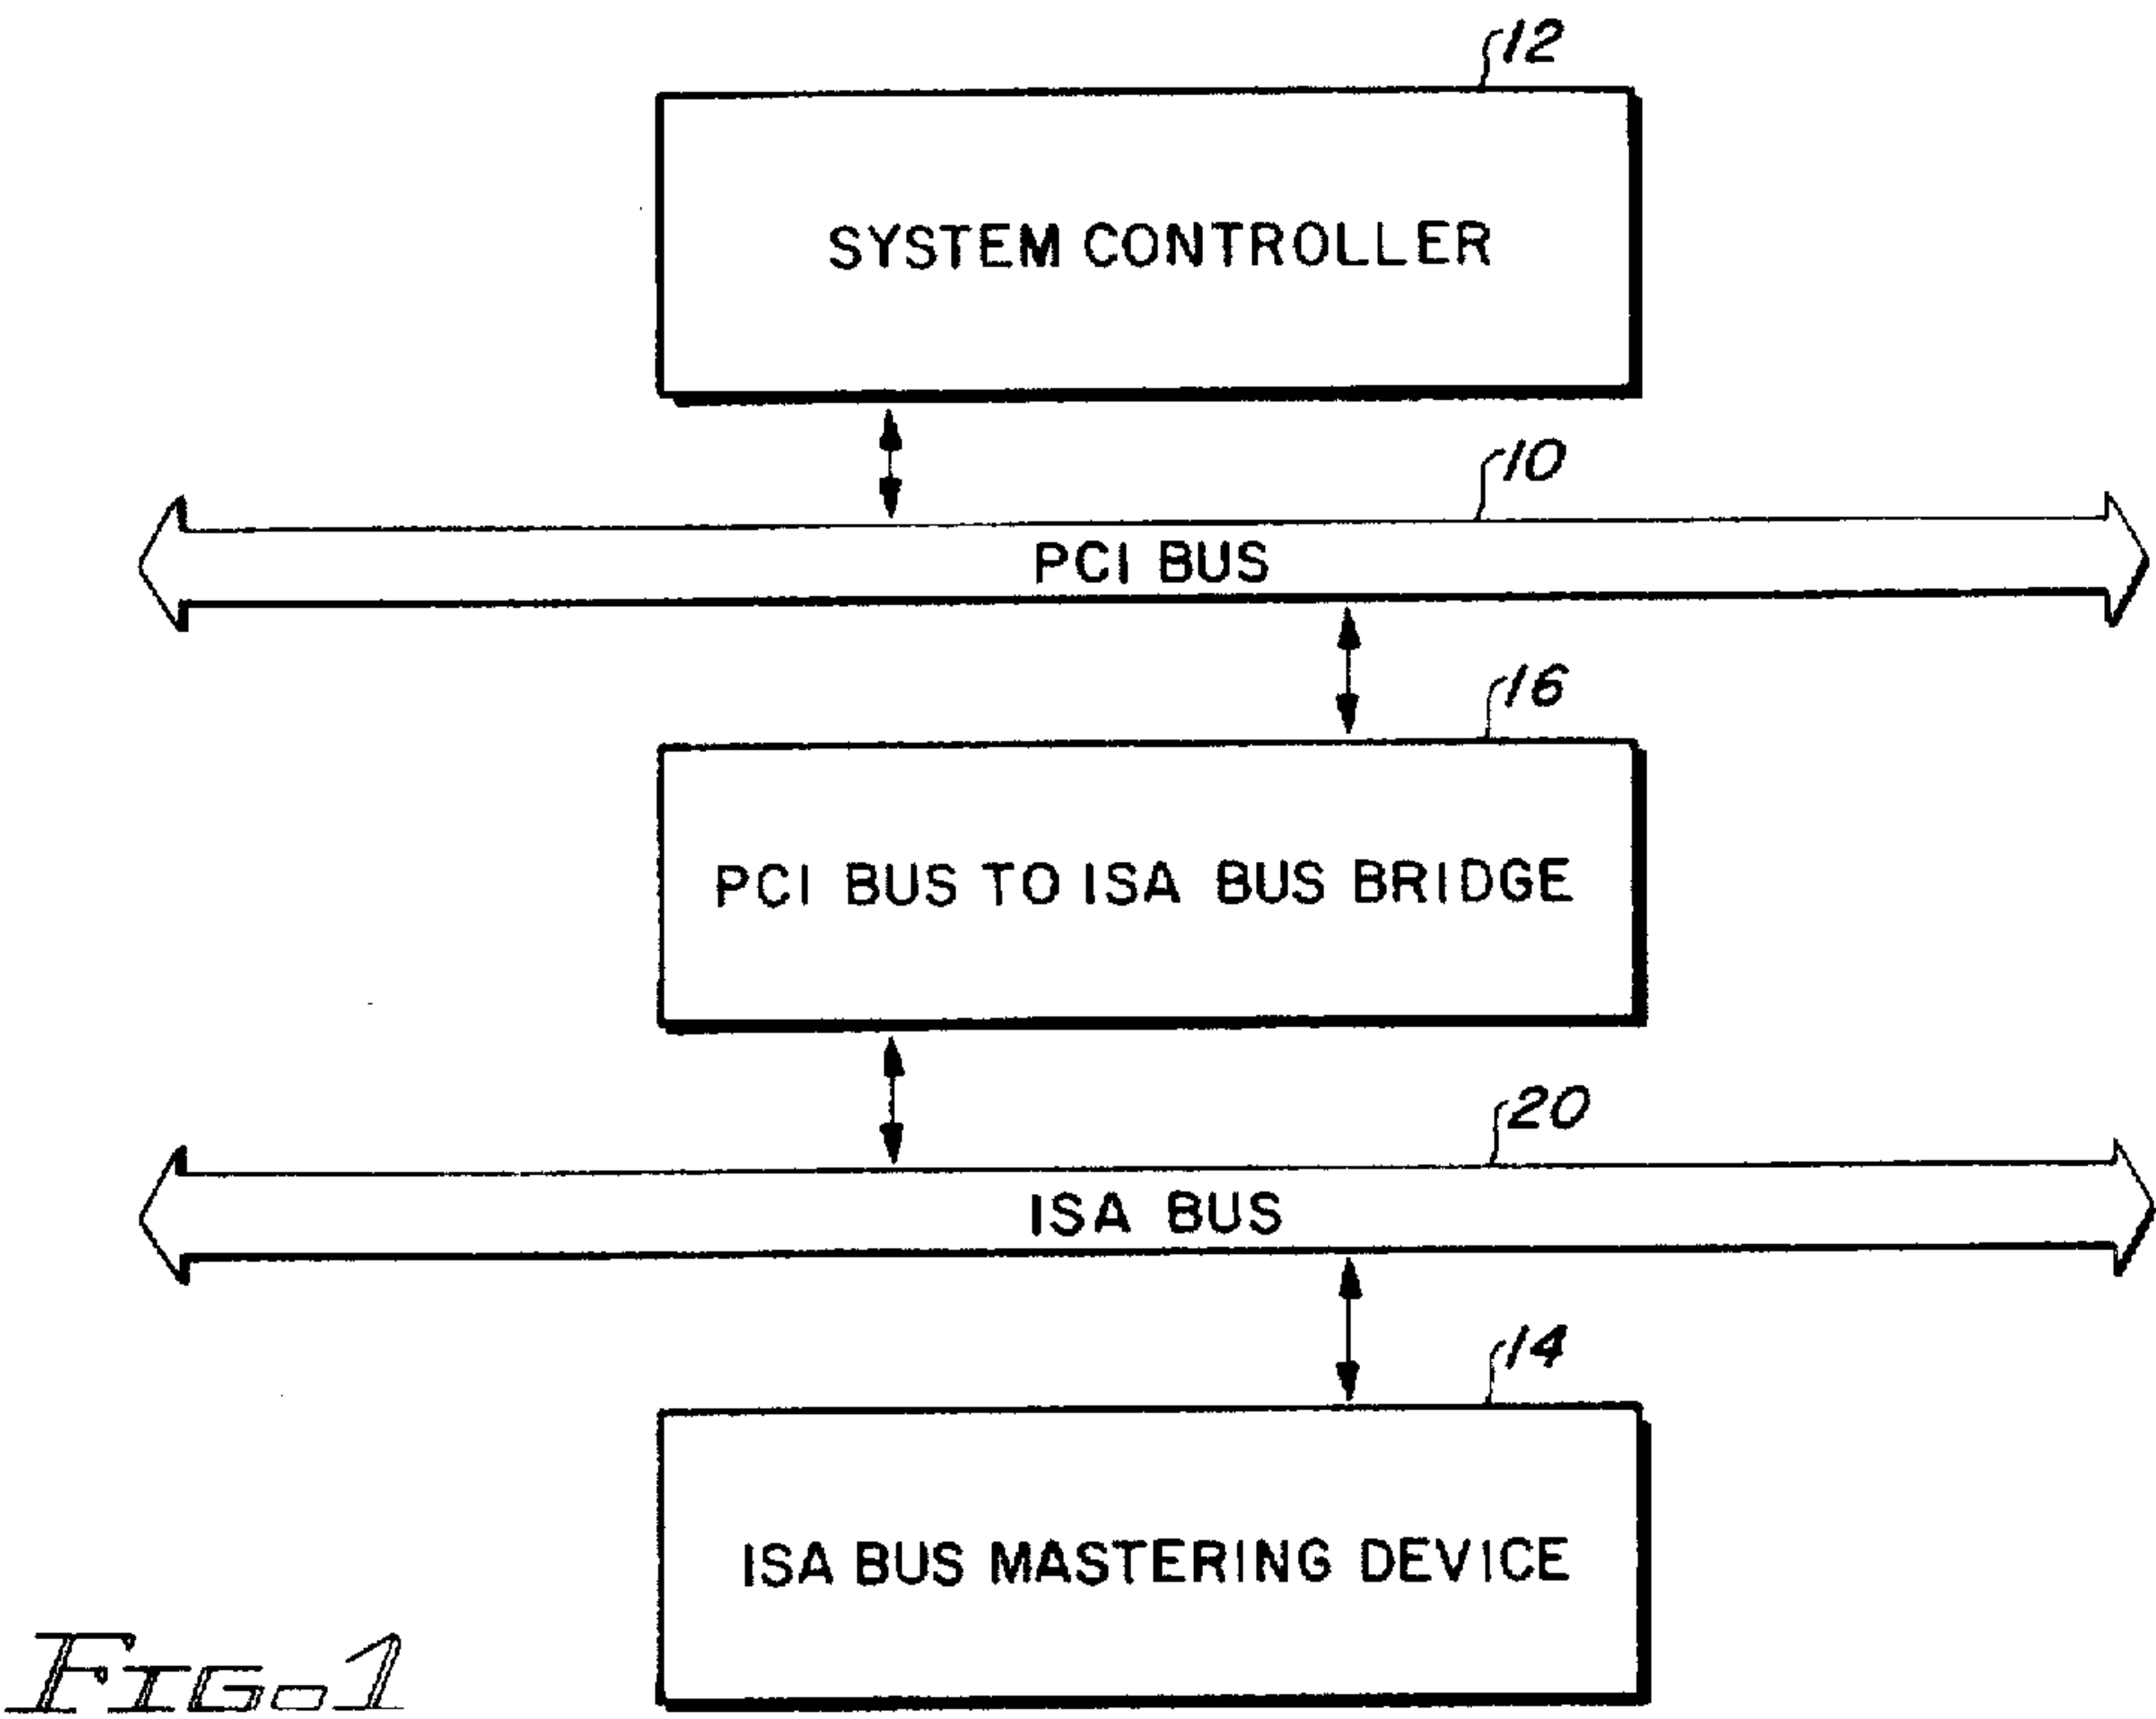 12
SYSTEM CONTROLLER
10
PCI BUS
16
PCI BUS TO ISA BUS BRIDGE
20
ISA BUS
14
ISA BUS MASTERING DEVICE
FIG. 1